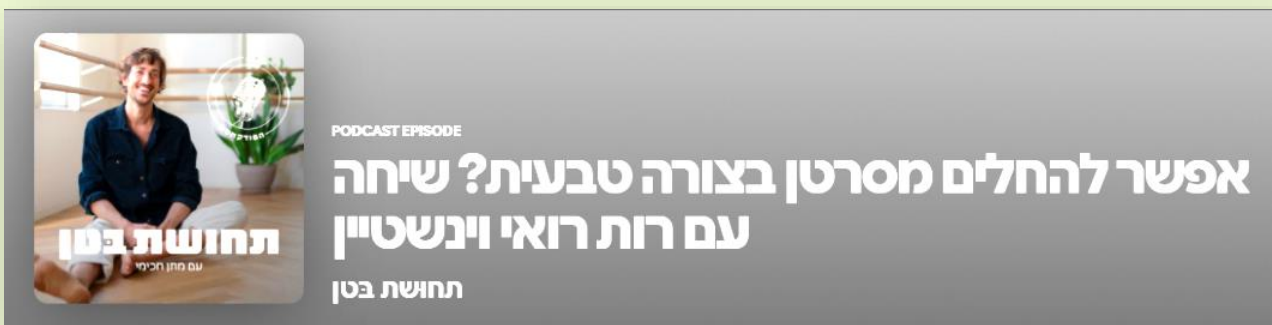 PODCAST EPISODE
אפשר להחלים מסרטן בצורה טבעית? שיחה
עם רות רואי וינשטיין
תחושת בטן
תחושת בטן
עם מתן חכימי
הפודקאסט